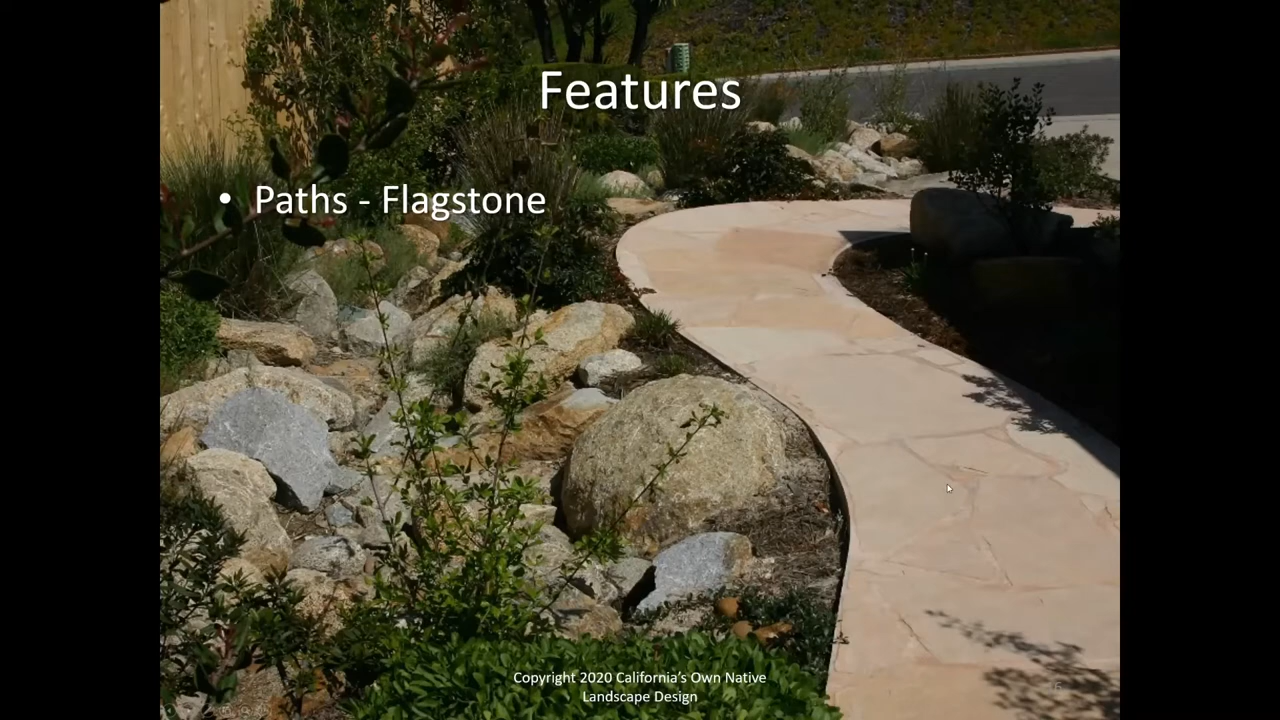 Features
• Paths - Flagstone
Copyright 2020 California's Own Native
Landscape Design